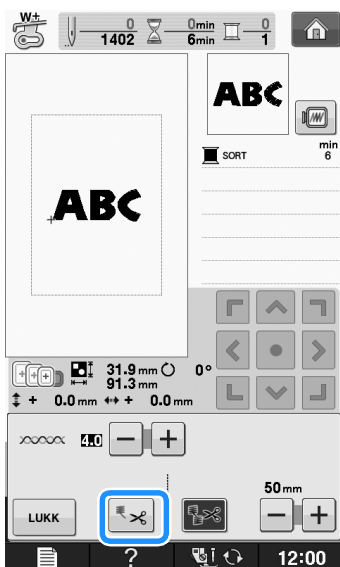 W+ 0 0min 0
1402 6min 1
ABC
ABC
min
SORT 6
31.9 mm 0°
91.3 mm
+ 0.0 mm + 0.0 mm
4.0 − +
50 mm
LUKK − +
? 12:00